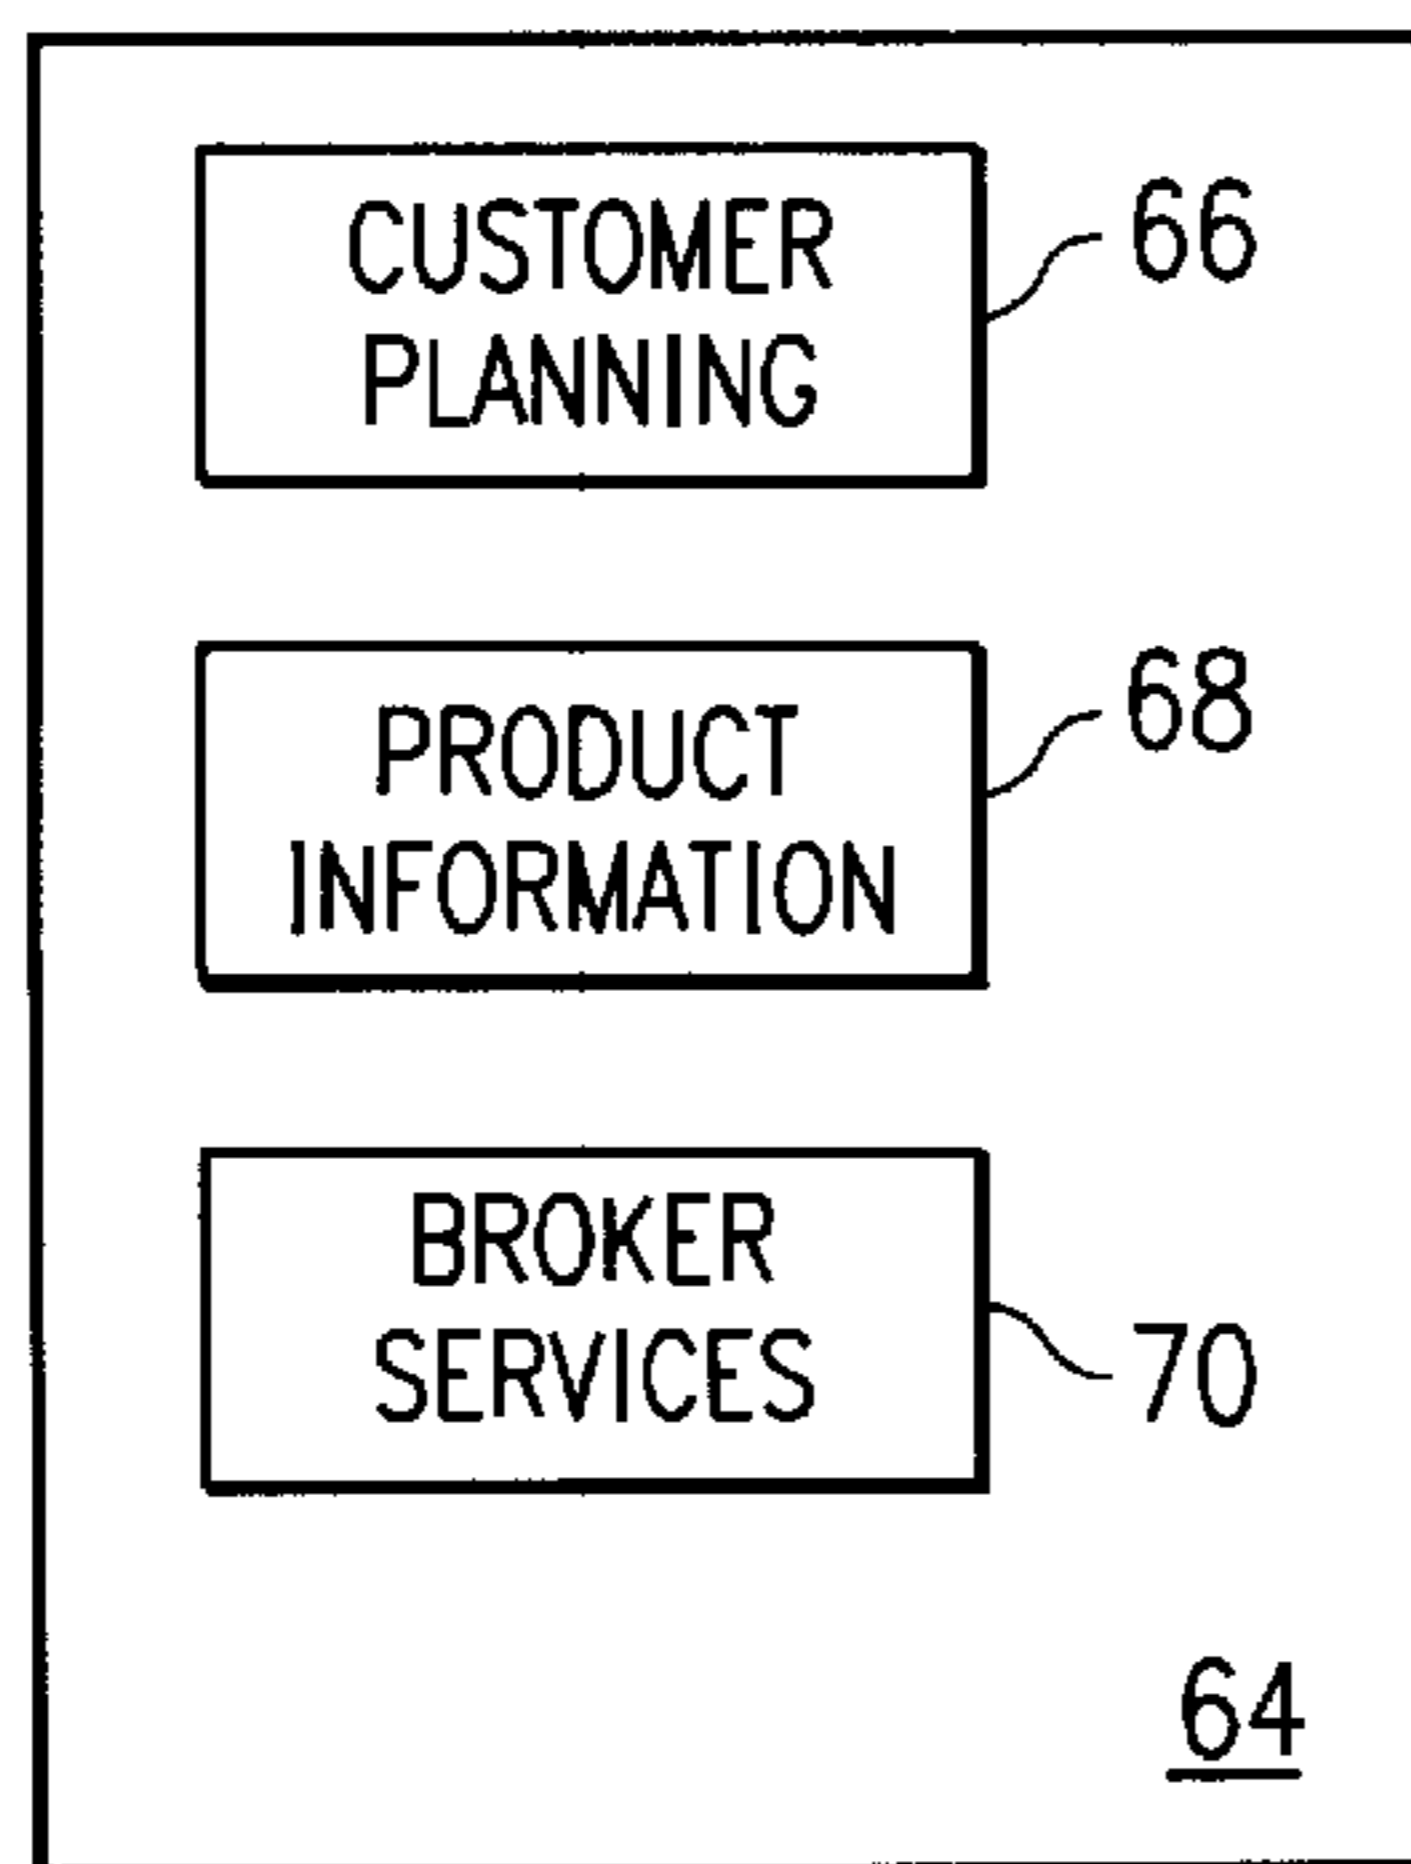 CUSTOMER
PLANNING
66
PRODUCT
INFORMATION
68
BROKER
SERVICES
70
64